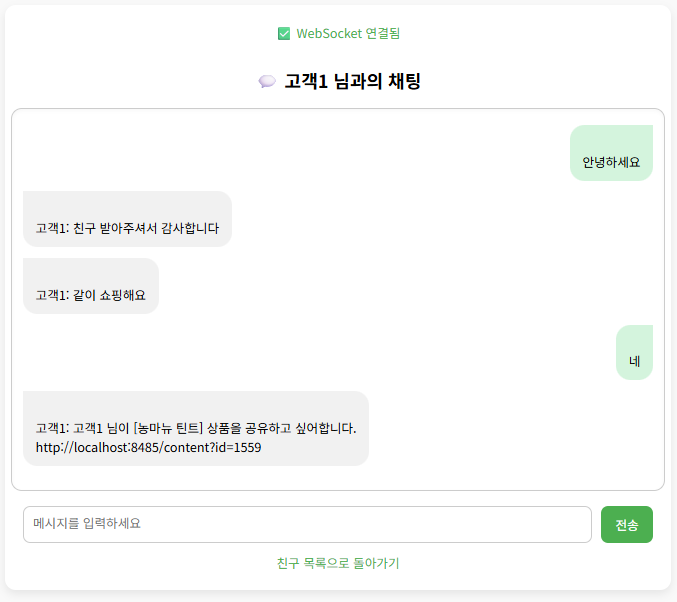 WebSocket 연결됨
고객1 님과의 채팅
안녕하세요
고객1: 친구 받아주셔서 감사합니다
고객1: 같이 쇼핑해요
네
고객1: 고객1 님이 [농마뉴 틴트] 상품을 공유하고 싶어합니다.
http://localhost:8485/content?id=1559
메시지를 입력하세요
전송
친구 목록으로 돌아가기